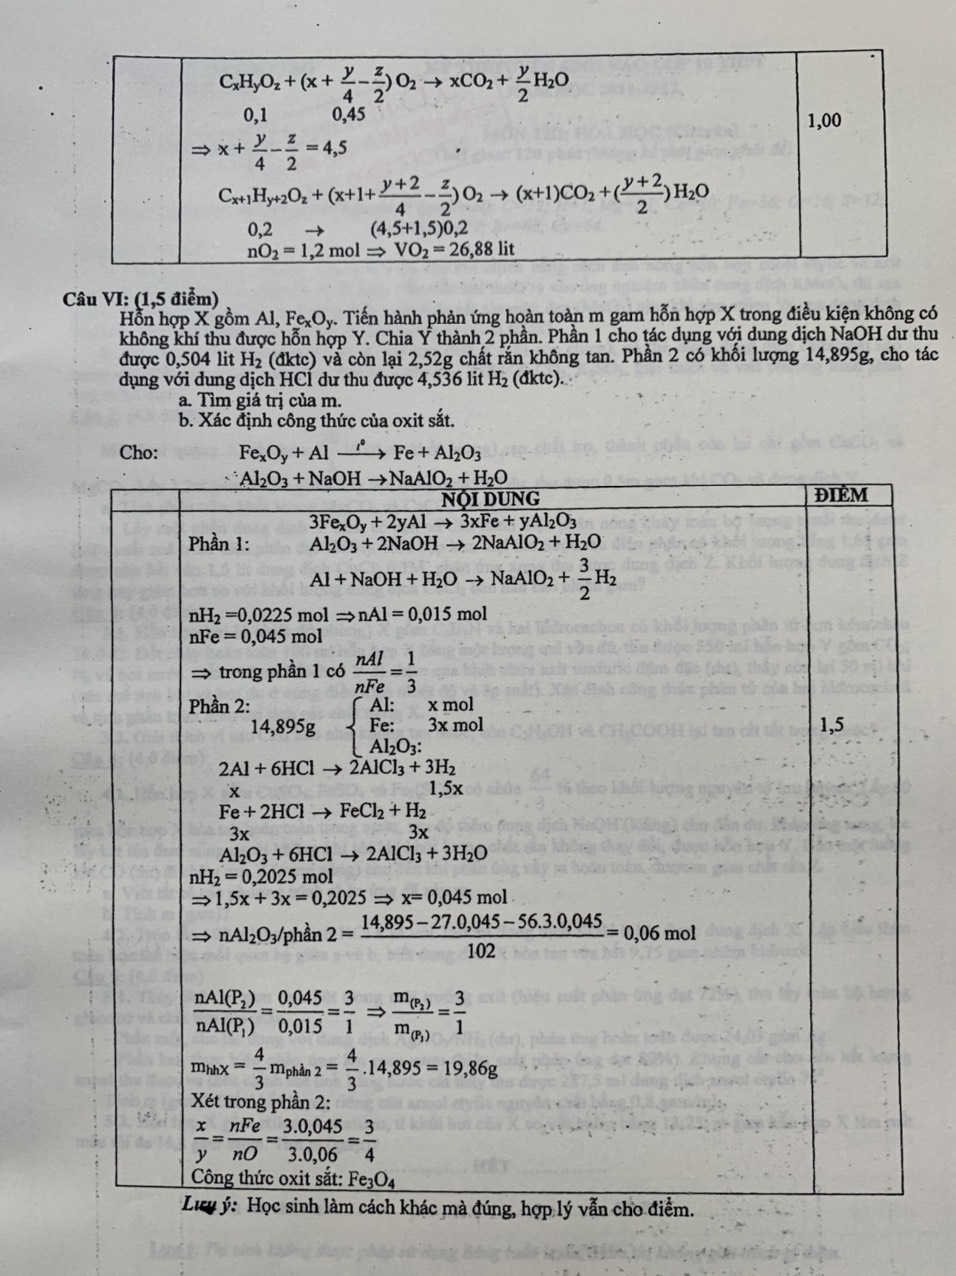 CxHyOz + (x + y/4 − z/2) O2 → xCO2 + y/2 H2O
0,1 0,45
1,00
⇒ x + y/4 − z/2 = 4,5
Cx+1Hy+2Oz + (x+1+ (y+2)/4 − z/2) O2 → (x+1)CO2 + ((y+2)/2) H2O
0,2 → (4,5+1,5)0,2
nO2 = 1,2 mol ⇒ VO2 = 26,88 lit
Câu VI: (1,5 điểm)
Hỗn hợp X gồm Al, FexOy. Tiến hành phản ứng hoàn toàn m gam hỗn hợp X trong điều kiện không có
không khí thu được hỗn hợp Y. Chia Y thành 2 phần. Phần 1 cho tác dụng với dung dịch NaOH dư thu
được 0,504 lit H2 (đktc) và còn lại 2,52g chất rắn không tan. Phần 2 có khối lượng 14,895g, cho tác
dụng với dung dịch HCl dư thu được 4,536 lit H2 (đktc).
a. Tìm giá trị của m.
b. Xác định công thức của oxit sắt.
Cho: FexOy + Al —t⁰→ Fe + Al2O3
Al2O3 + NaOH → NaAlO2 + H2O
NỘI DUNG ĐIỂM
3FexOy + 2yAl → 3xFe + yAl2O3
Phần 1: Al2O3 + 2NaOH → 2NaAlO2 + H2O
Al + NaOH + H2O → NaAlO2 + 3/2 H2
nH2 =0,0225 mol ⇒ nAl = 0,015 mol
nFe = 0,045 mol
⇒ trong phần 1 có nAl/nFe = 1/3
Phần 2: Al: x mol
14,895g { Fe: 3x mol 1,5
Al2O3:
2Al + 6HCl → 2AlCl3 + 3H2
x 1,5x
Fe + 2HCl → FeCl2 + H2
3x 3x
Al2O3 + 6HCl → 2AlCl3 + 3H2O
nH2 = 0,2025 mol
⇒ 1,5x + 3x = 0,2025 ⇒ x= 0,045 mol
⇒ nAl2O3/phần 2 = (14,895 − 27.0,045 − 56.3.0,045)/102 = 0,06 mol
nAl(P2)/nAl(P1) = 0,045/0,015 = 3/1 ⇒ m(P2)/m(P1) = 3/1
mhhX = 4/3 mphần 2 = 4/3 .14,895 = 19,86g
Xét trong phần 2:
x/y = nFe/nO = 3.0,045/3.0,06 = 3/4
Công thức oxit sắt: Fe3O4
Lưu ý: Học sinh làm cách khác mà đúng, hợp lý vẫn cho điểm.